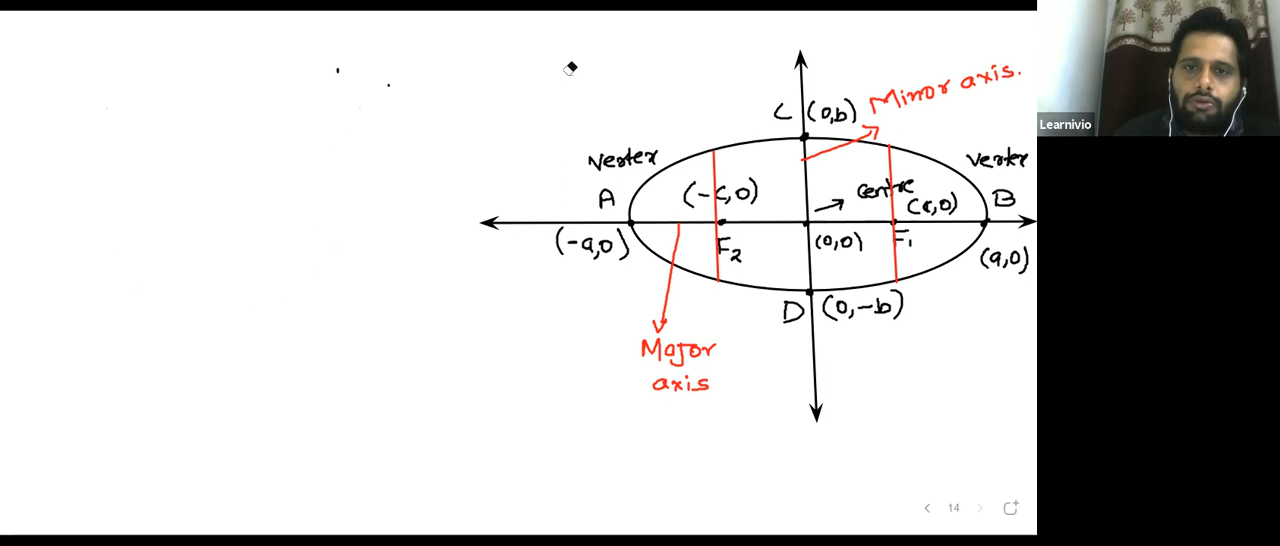 Minor axis.
C (0,b)
Vertex
Vertex
A
(-c,0)
centre
(c,0)
B
(-a,0)
F2
(0,0)
F1
(a,0)
D (0,-b)
Major
axis
Learnivio
14